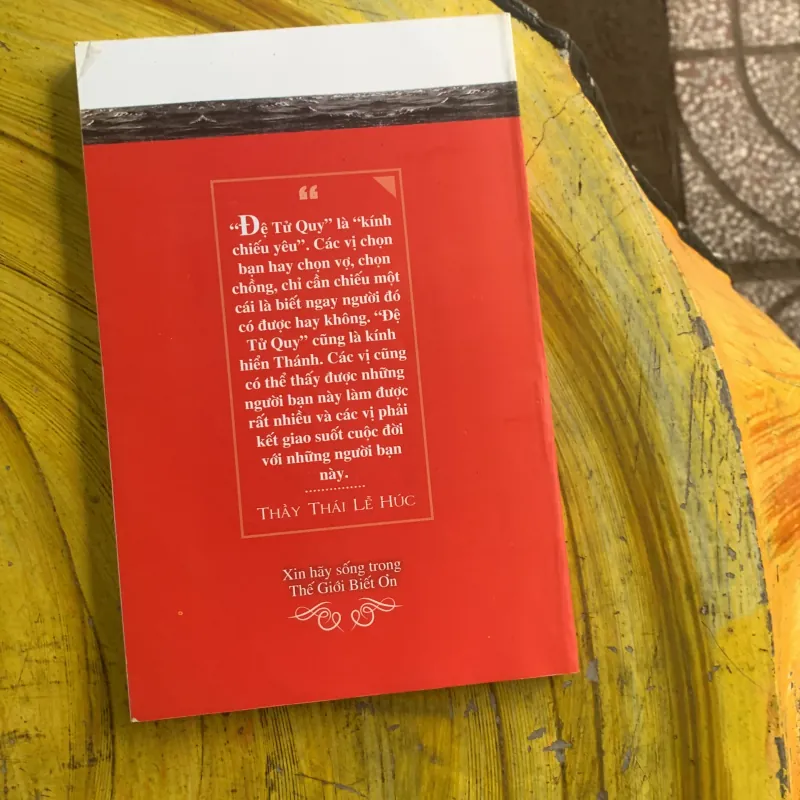 “
“Đệ Tử Quy” là “kính
chiếu yêu”. Các vị chọn
bạn hay chọn vợ, chọn
chồng, chỉ cần chiếu một
cái là biết ngay người đó
có được hay không. “Đệ
Tử Quy” cũng là kính
hiển Thánh. Các vị cũng
có thể thấy được những
người bạn này làm được
rất nhiều và các vị phải
kết giao suốt cuộc đời
với những người bạn
này.
THẦY THÁI LỄ HÚC
Xin hãy sống trong
Thế Giới Biết Ơn